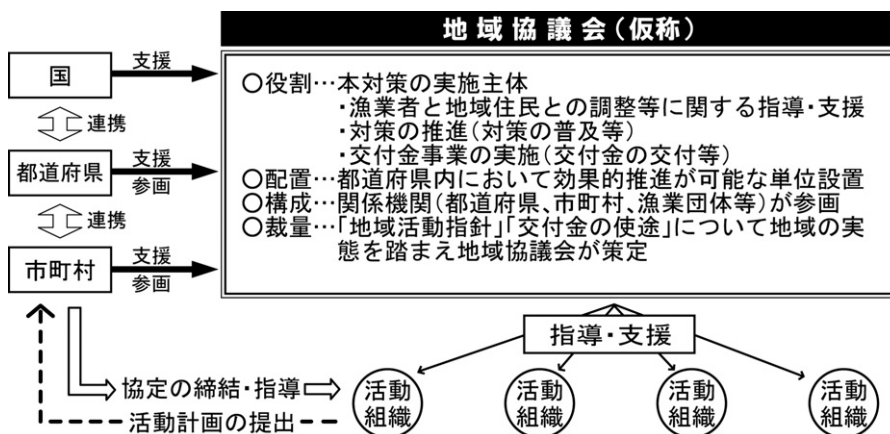 地域協議会(仮称)
国
支援
連携
都道府県
支援
参画
連携
市町村
支援
参画
○役割…本対策の実施主体
・漁業者と地域住民との調整等に関する指導・支援
・対策の推進(対策の普及等)
・交付金事業の実施(交付金の交付等)
○配置…都道府県内において効果的推進が可能な単位設置
○構成…関係機関(都道府県、市町村、漁業団体等)が参画
○裁量…「地域活動指針」「交付金の使途」について地域の実
態を踏まえ地域協議会が策定
指導・支援
協定の締結・指導
活動計画の提出
活動
組織
活動
組織
活動
組織
活動
組織